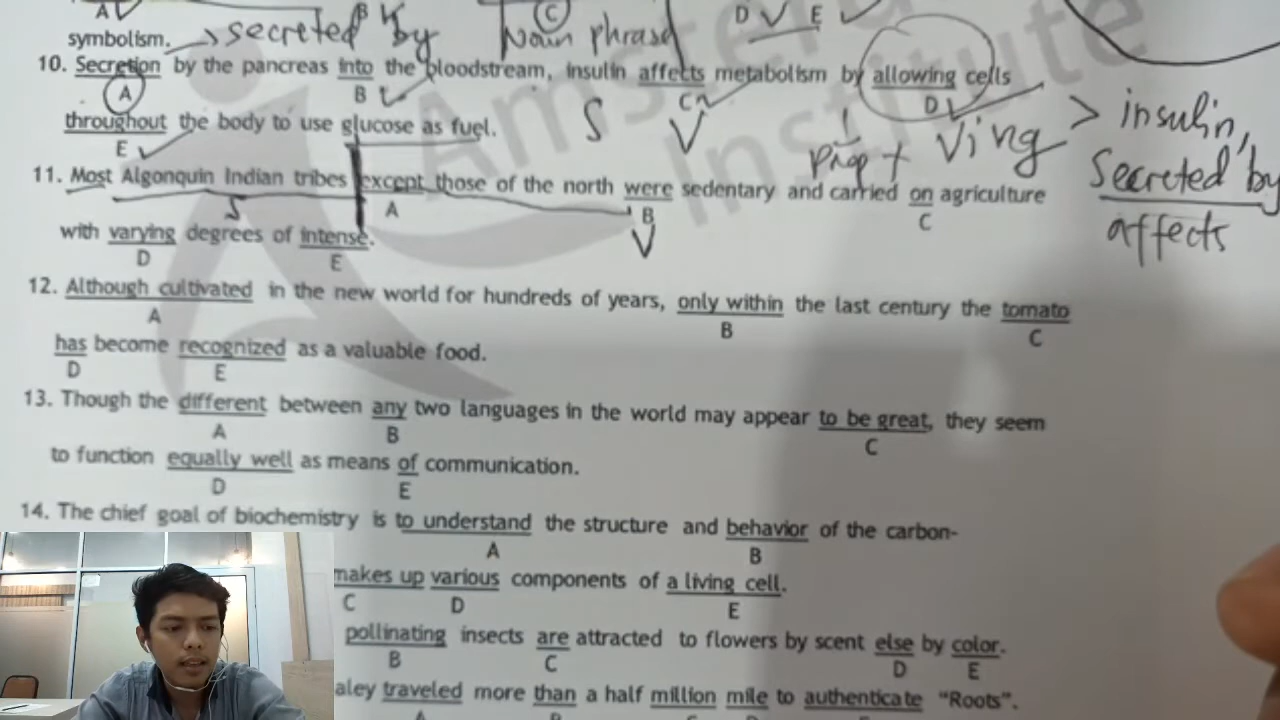 A B C D E
symbolism. → secreted by Noun phrase
10. Secretion by the pancreas into the bloodstream, insulin affects metabolism by allowing cells
A B S C D
throughout the body to use glucose as fuel. V prep + Ving > insulin,
E secreted by
11. Most Algonquin Indian tribes except those of the north were sedentary and carried on agriculture
S A B C affects
with varying degrees of intense. V
D E
12. Although cultivated in the new world for hundreds of years, only within the last century the tomato
A B C
has become recognized as a valuable food.
D E
13. Though the different between any two languages in the world may appear to be great, they seem
A B C
to function equally well as means of communication.
D E
14. The chief goal of biochemistry is to understand the structure and behavior of the carbon-
A B
makes up various components of a living cell.
C D E
pollinating insects are attracted to flowers by scent else by color.
B C D E
aley traveled more than a half million mile to authenticate "Roots".
A
Institute